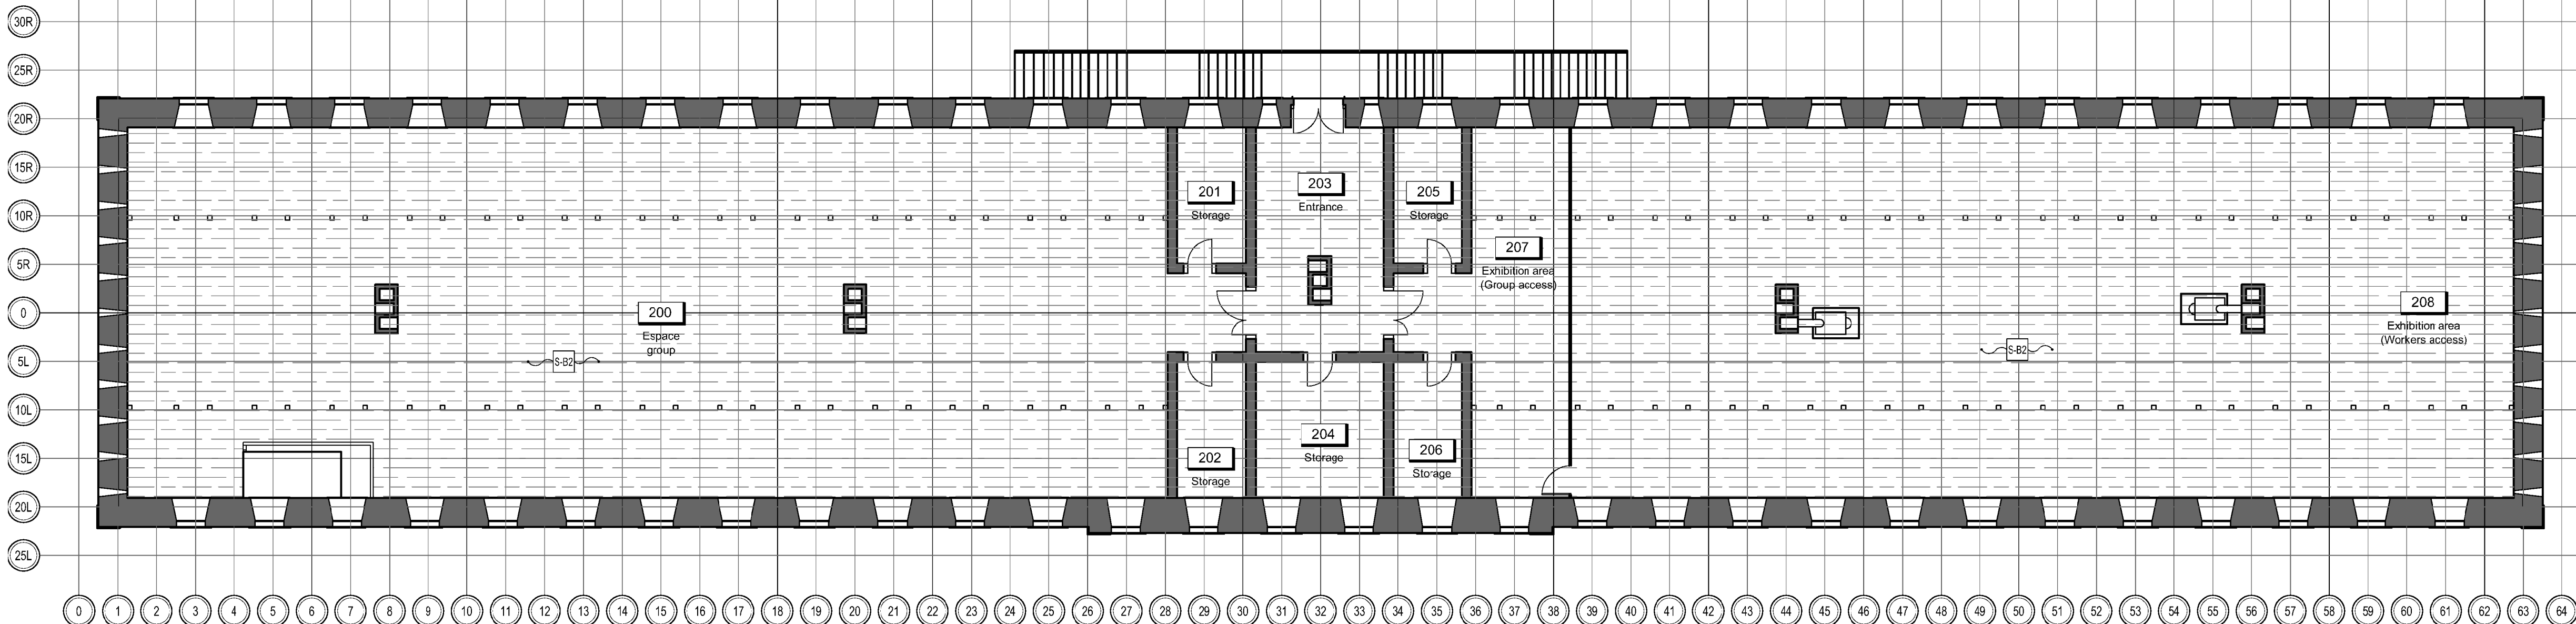 30R
25R
20R
15R
10R
5R
0
5L
10L
15L
20L
25L
201
Storage
203
Entrance
205
Storage
207
Exhibition area
(Group access)
200
Espace
group
208
Exhibition area
(Workers access)
S-B2
S-B2
202
Storage
204
Storage
206
Storage
0 1 2 3 4 5 6 7 8 9 10 11 12 13 14 15 16 17 18 19 20 21 22 23 24 25 26 27 28 29 30 31 32 33 34 35 36 37 38 39 40 41 42 43 44 45 46 47 48 49 50 51 52 53 54 55 56 57 58 59 60 61 62 63 64